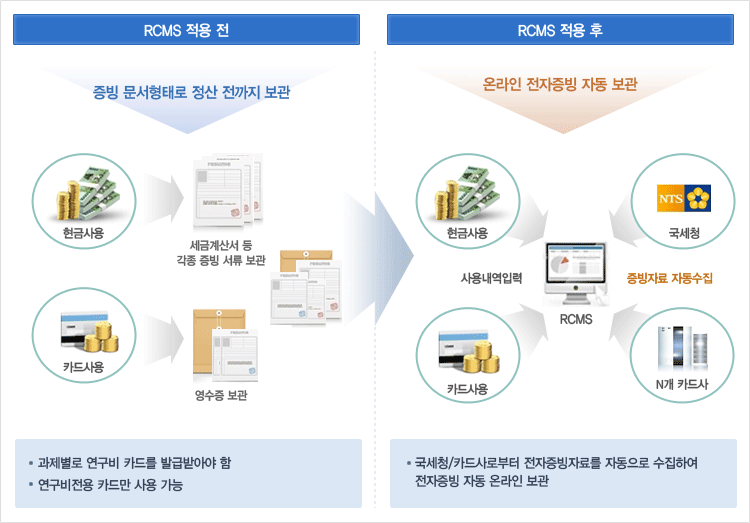 RCMS 적용 전
증빙 문서형태로 정산 전까지 보관
현금사용
세금계산서 등
각종 증빙 서류 보관
카드사용
영수증 보관
• 과제별로 연구비 카드를 발급받아야 함
• 연구비전용 카드만 사용 가능
RCMS 적용 후
온라인 전자증빙 자동 보관
현금사용
NTS
국세청
사용내역입력
증빙자료 자동수집
RCMS
카드사용
N개 카드사
• 국세청/카드사로부터 전자증빙자료를 자동으로 수집하여
전자증빙 자동 온라인 보관